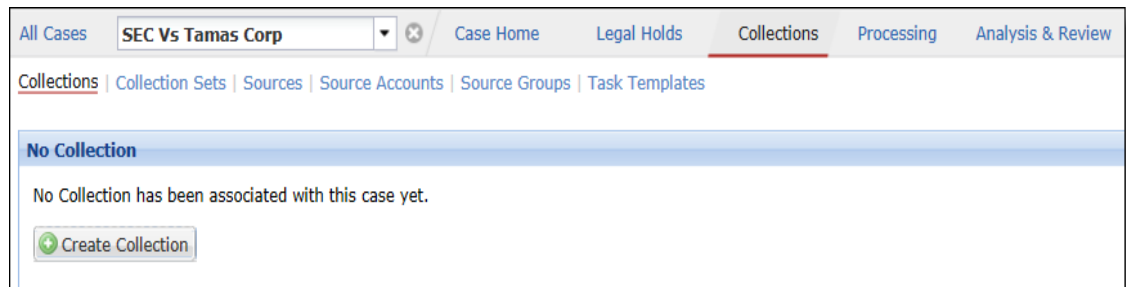 All Cases SEC Vs Tamas Corp Case Home Legal Holds Collections Processing Analysis & Review
Collections | Collection Sets | Sources | Source Accounts | Source Groups | Task Templates
No Collection
No Collection has been associated with this case yet.
Create Collection